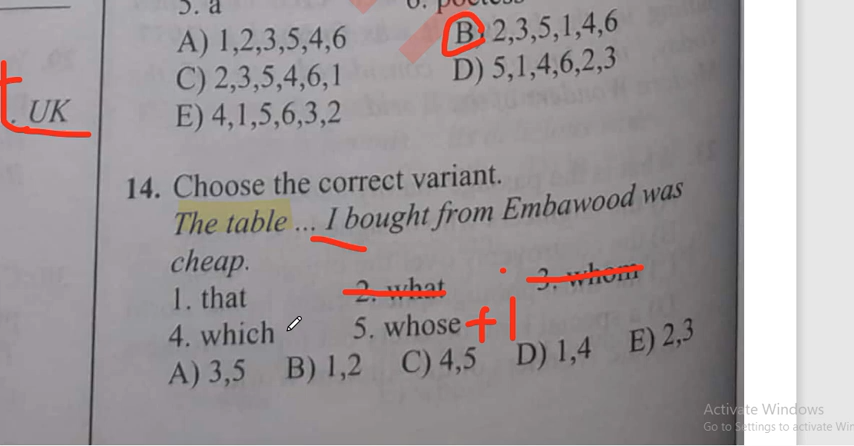 5. a
A) 1,2,3,5,4,6
B) 2,3,5,1,4,6
C) 2,3,5,4,6,1
D) 5,1,4,6,2,3
E) 4,1,5,6,3,2
t. UK
14. Choose the correct variant.
The table ... I bought from Embawood was
cheap.
1. that 2. what 3. whom
4. which 5. whose +1
A) 3,5 B) 1,2 C) 4,5 D) 1,4 E) 2,3
Activate Windows
Go to Settings to activate Win